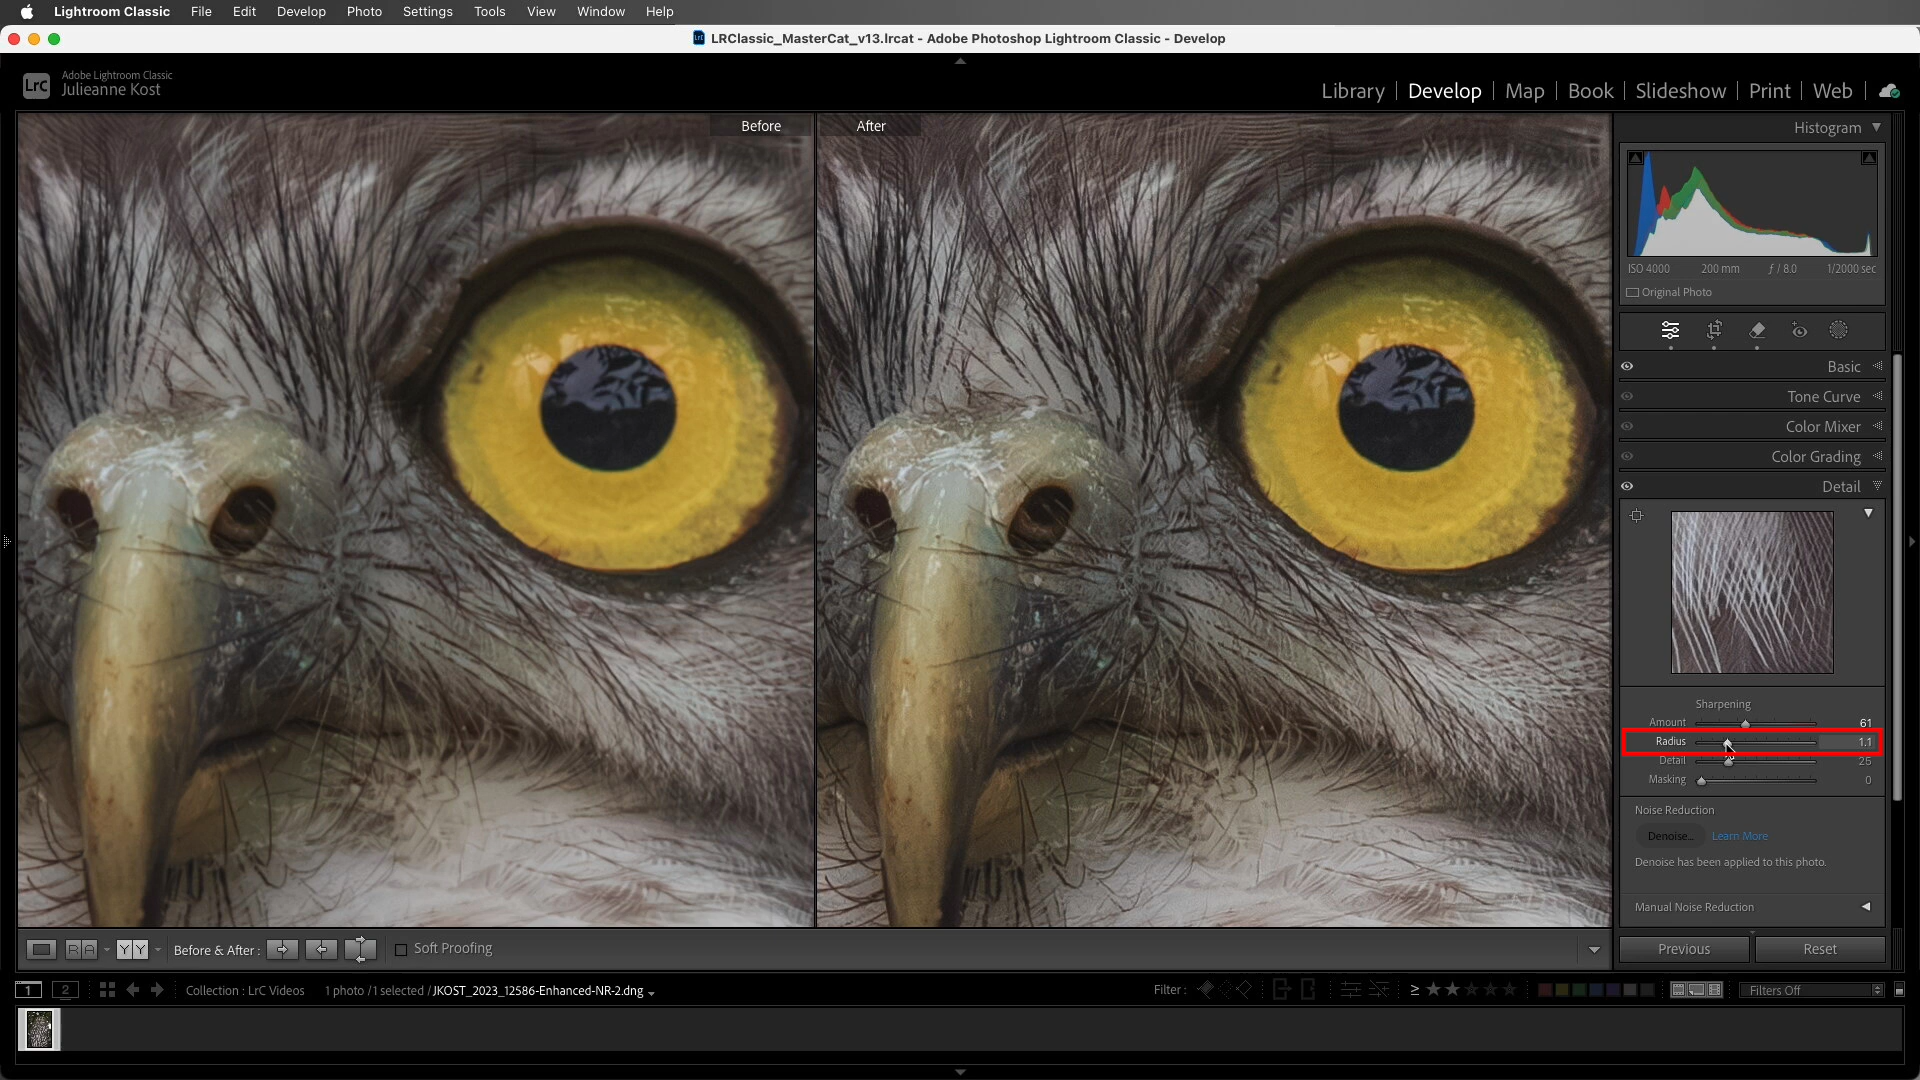 Lightroom Classic File Edit Develop Photo Settings Tools View Window Help
LRClassic_MasterCat_v13.lrcat - Adobe Photoshop Lightroom Classic - Develop
LrC
Adobe Lightroom Classic
Julieanne Kost
Library Develop Map Book Slideshow Print Web
Before After
Histogram
ISO 4000 200 mm ƒ / 8.0 1/2000 sec
Original Photo
Basic
Tone Curve
Color Mixer
Color Grading
Detail
Sharpening
Amount 61
Radius 1.1
Detail 25
Masking 0
Noise Reduction
Denoise... Learn More
Denoise has been applied to this photo.
Manual Noise Reduction
R A Y Y Before & After : Soft Proofing
Previous Reset
1 2 Collection : LrC Videos 1 photo / 1 selected / JKOST_2023_12586-Enhanced-NR-2.dng Filter : ≥ Filters Off